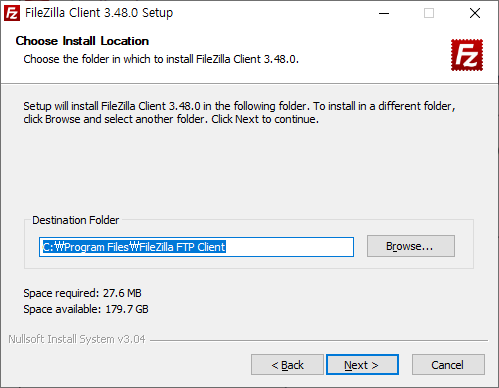 FileZilla Client 3.48.0 Setup
Choose Install Location
Choose the folder in which to install FileZilla Client 3.48.0.
Fz
Setup will install FileZilla Client 3.48.0 in the following folder. To install in a different folder,
click Browse and select another folder. Click Next to continue.
Destination Folder
C:₩Program Files₩FileZilla FTP Client
Browse...
Space required: 27.6 MB
Space available: 179.7 GB
Nullsoft Install System v3.04
< Back
Next >
Cancel